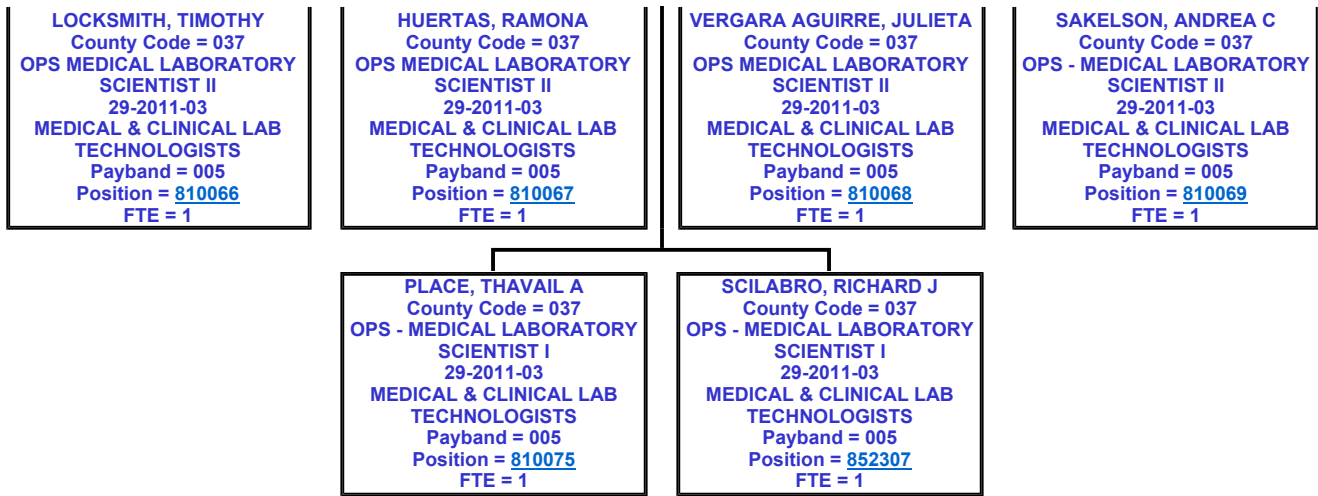 LOCKSMITH, TIMOTHY
County Code = 037
OPS MEDICAL LABORATORY
SCIENTIST II
29-2011-03
MEDICAL & CLINICAL LAB
TECHNOLOGISTS
Payband = 005
Position = 810066
FTE = 1
HUERTAS, RAMONA
County Code = 037
OPS MEDICAL LABORATORY
SCIENTIST II
29-2011-03
MEDICAL & CLINICAL LAB
TECHNOLOGISTS
Payband = 005
Position = 810067
FTE = 1
VERGARA AGUIRRE, JULIETA
County Code = 037
OPS MEDICAL LABORATORY
SCIENTIST II
29-2011-03
MEDICAL & CLINICAL LAB
TECHNOLOGISTS
Payband = 005
Position = 810068
FTE = 1
SAKELSON, ANDREA C
County Code = 037
OPS - MEDICAL LABORATORY
SCIENTIST II
29-2011-03
MEDICAL & CLINICAL LAB
TECHNOLOGISTS
Payband = 005
Position = 810069
FTE = 1
PLACE, THAVAIL A
County Code = 037
OPS - MEDICAL LABORATORY
SCIENTIST I
29-2011-03
MEDICAL & CLINICAL LAB
TECHNOLOGISTS
Payband = 005
Position = 810075
FTE = 1
SCILABRO, RICHARD J
County Code = 037
OPS - MEDICAL LABORATORY
SCIENTIST I
29-2011-03
MEDICAL & CLINICAL LAB
TECHNOLOGISTS
Payband = 005
Position = 852307
FTE = 1